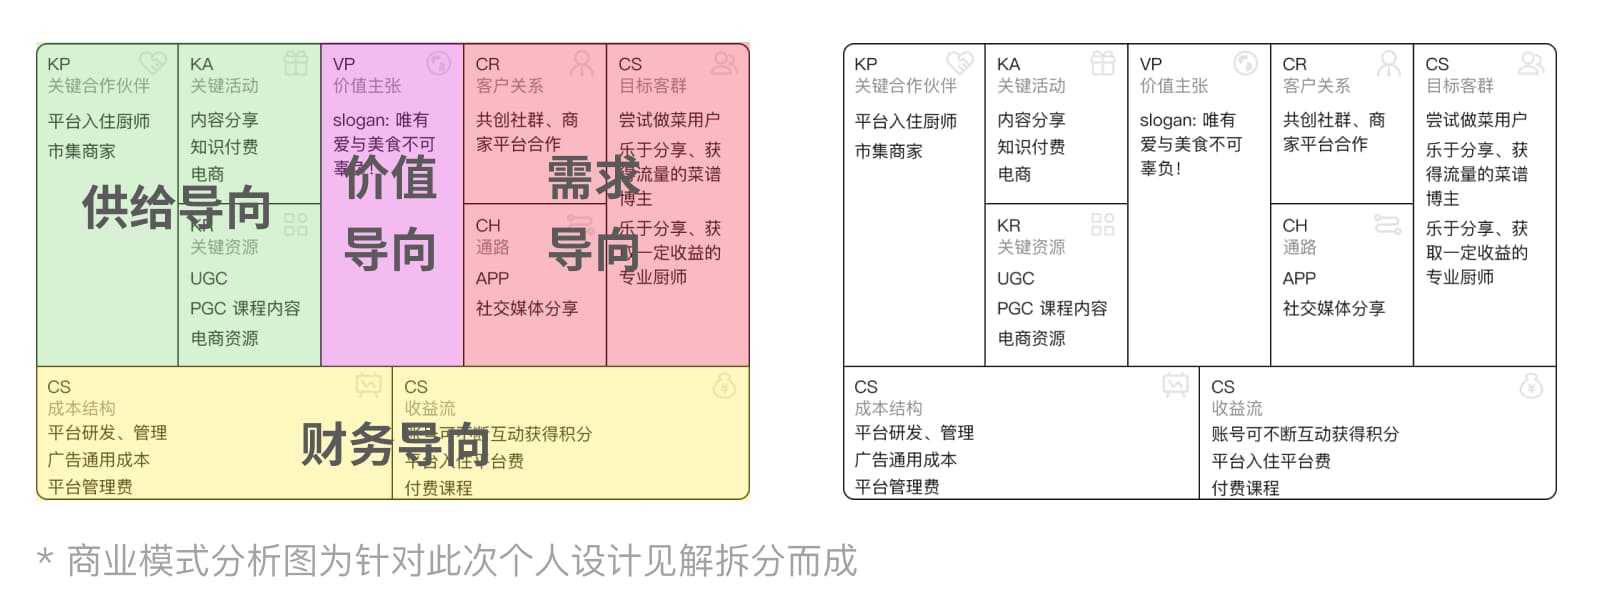 KP
关键合作伙伴
平台入住厨师
市集商家
KA
关键活动
内容分享
知识付费
电商
KR
关键资源
UGC
PGC 课程内容
电商资源
供给导向
VP
价值主张
slogan: 唯有
爱与美食不可
辜负！
价值
导向
CR
客户关系
共创社群、商
家平台合作
CH
通路
APP
社交媒体分享
需求
导向
CS
目标客群
尝试做菜用户
乐于分享、获
得流量的菜谱
博主
乐于分享、获
取一定收益的
专业厨师
CS
成本结构
平台研发、管理
广告通用成本
平台管理费
财务导向
CS
收益流
账号可不断互动获得积分
平台入住平台费
付费课程
KP
关键合作伙伴
平台入住厨师
市集商家
KA
关键活动
内容分享
知识付费
电商
KR
关键资源
UGC
PGC 课程内容
电商资源
VP
价值主张
slogan: 唯有
爱与美食不可
辜负！
CR
客户关系
共创社群、商
家平台合作
CH
通路
APP
社交媒体分享
CS
目标客群
尝试做菜用户
乐于分享、获
得流量的菜谱
博主
乐于分享、获
取一定收益的
专业厨师
CS
成本结构
平台研发、管理
广告通用成本
平台管理费
CS
收益流
账号可不断互动获得积分
平台入住平台费
付费课程
* 商业模式分析图为针对此次个人设计见解拆分而成